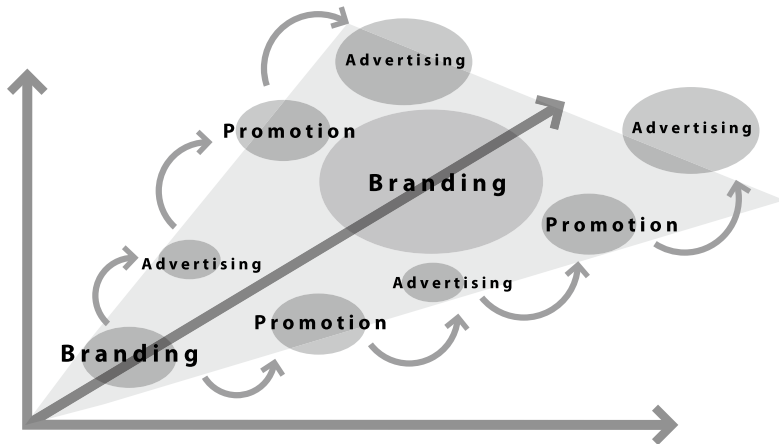 Advertising
Advertising
Promotion
Branding
Promotion
Advertising
Advertising
Promotion
Branding